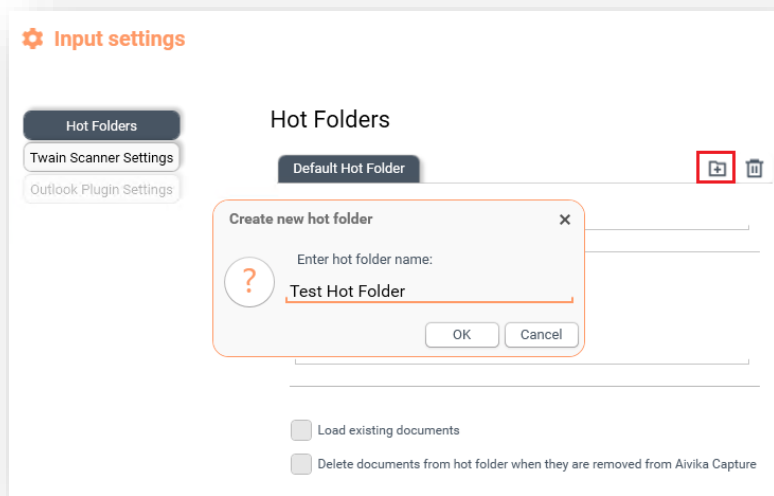 Input settings
Hot Folders
Twain Scanner Settings
Outlook Plugin Settings
Hot Folders
Default Hot Folder
Create new hot folder
Enter hot folder name:
?
Test Hot Folder
OK
Cancel
Load existing documents
Delete documents from hot folder when they are removed from Aivika Capture